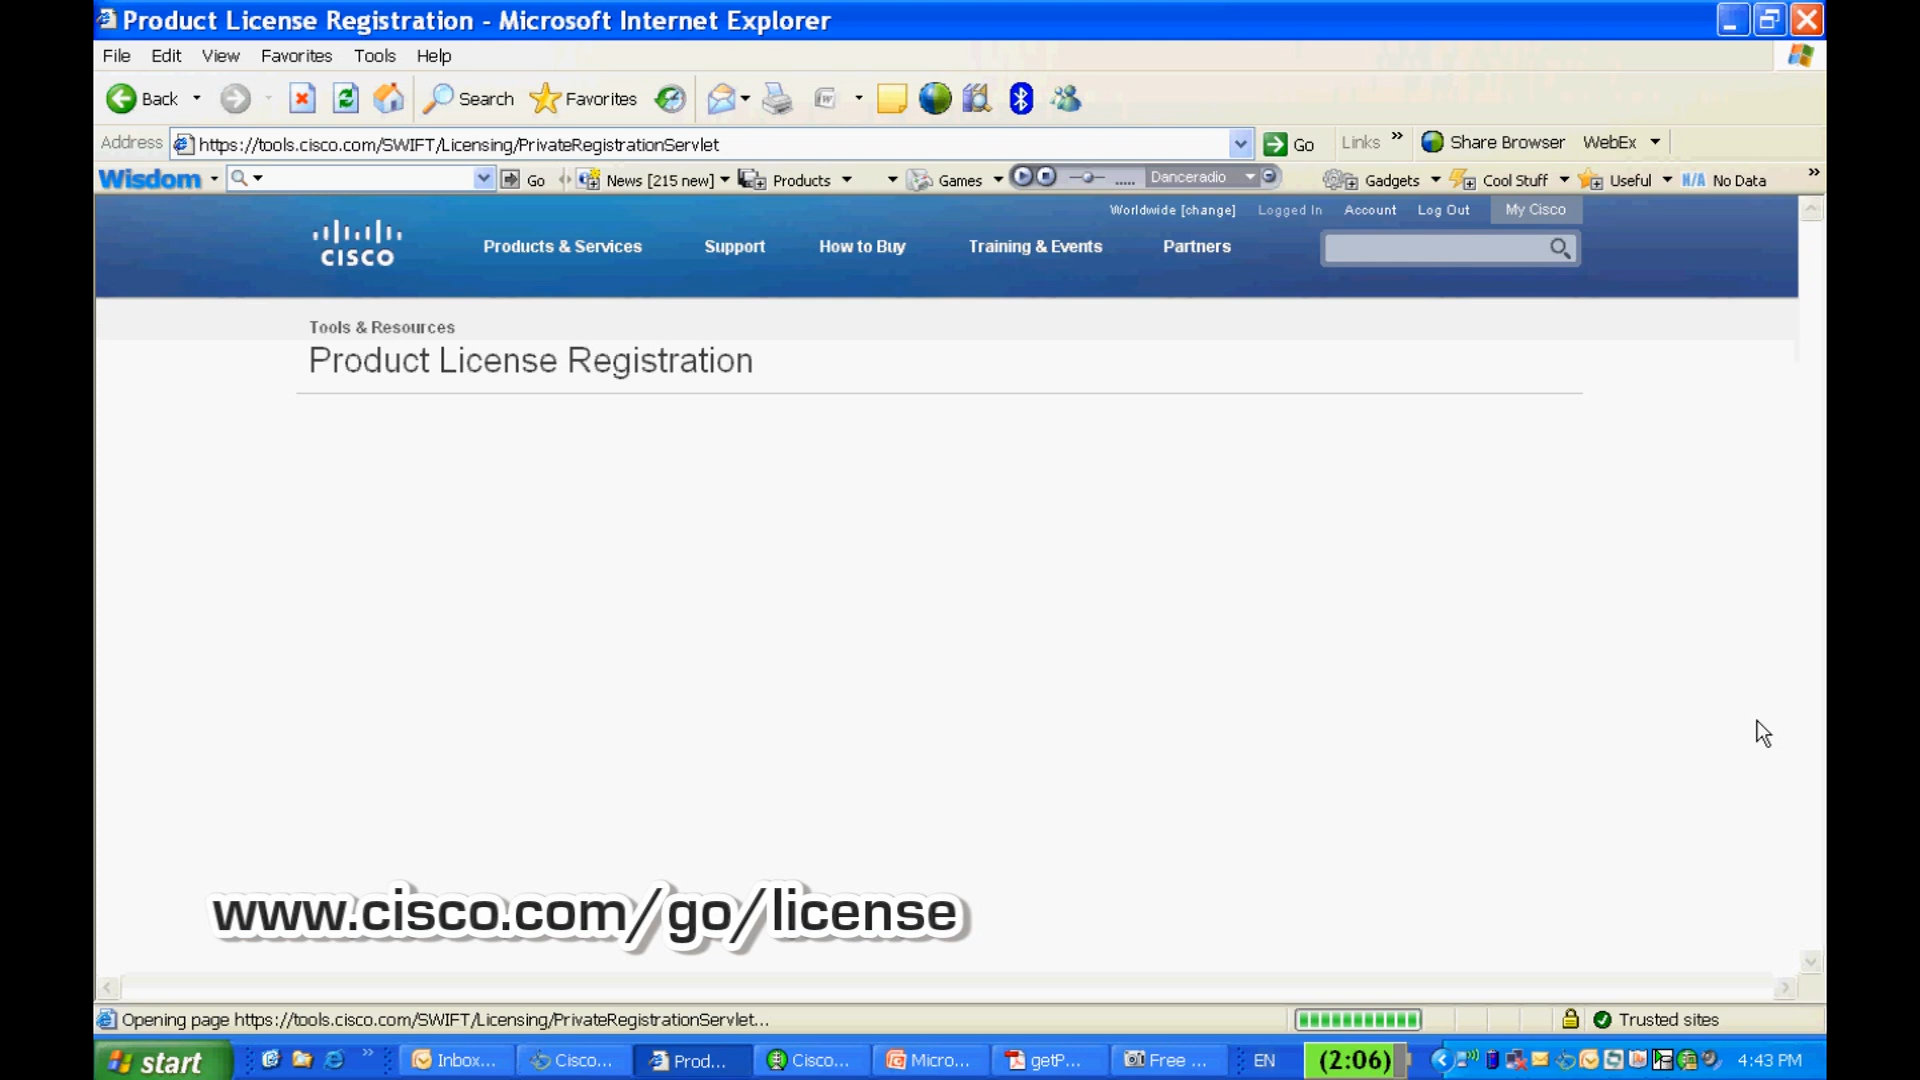 Product License Registration - Microsoft Internet Explorer
File Edit View Favorites Tools Help
Back Search Favorites
Address https://tools.cisco.com/SWIFT/Licensing/PrivateRegistrationServlet Go Links » Share Browser WebEx
Wisdom Go News [215 new] Products Games ..... Danceradio Gadgets Cool Stuff Useful N/A No Data »
Worldwide [change] Logged In Account Log Out My Cisco
CISCO Products & Services Support How to Buy Training & Events Partners
Tools & Resources
Product License Registration
www.cisco.com/go/license
Opening page https://tools.cisco.com/SWIFT/Licensing/PrivateRegistrationServlet... Trusted sites
start » Inbox... Cisco... Prod... Cisco... Micro... getP... Free ... EN (2:06) 4:43 PM